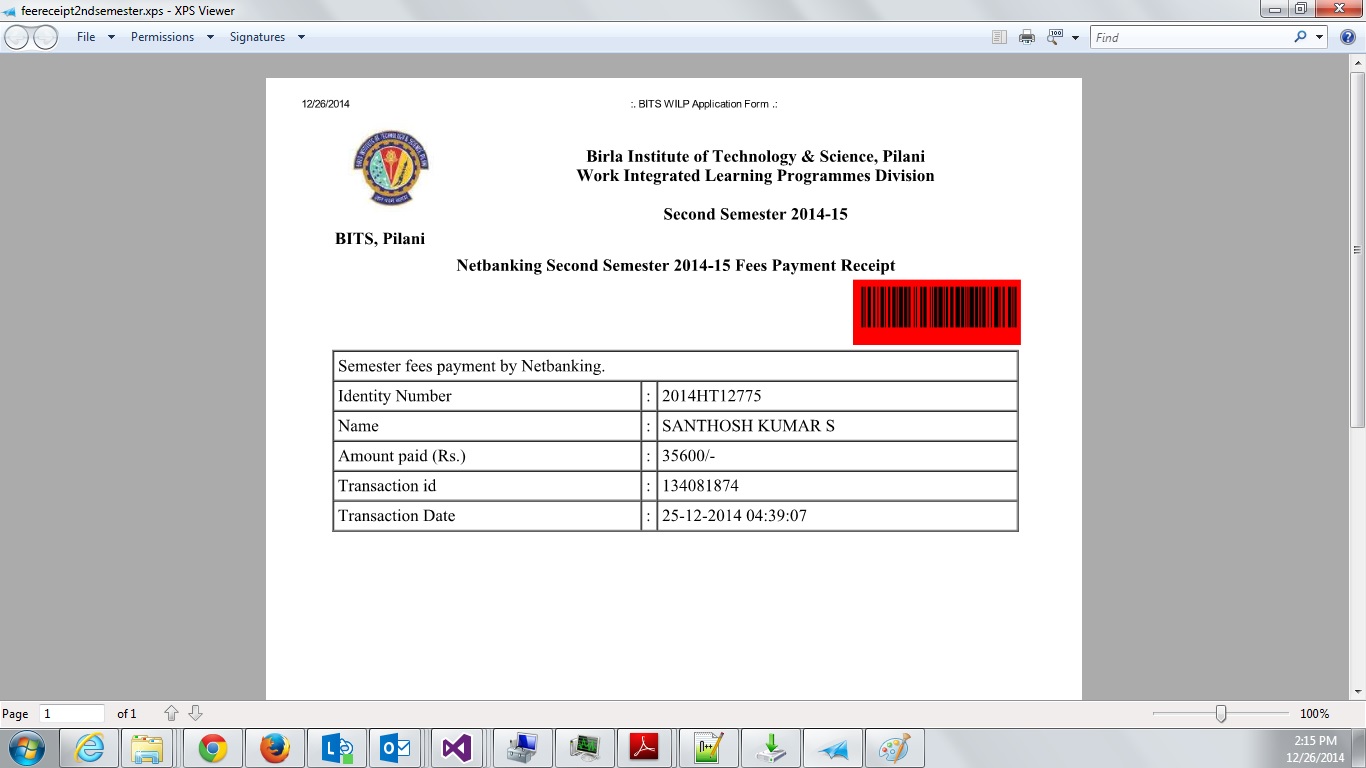 feereceipt2ndsemester.xps - XPS Viewer
File Permissions Signatures
100
Find
12/26/2014 :. BITS WILP Application Form .:
Birla Institute of Technology & Science, Pilani
Work Integrated Learning Programmes Division
Second Semester 2014-15
BITS, Pilani
Netbanking Second Semester 2014-15 Fees Payment Receipt
Semester fees payment by Netbanking.
Identity Number : 2014HT12775
Name : SANTHOSH KUMAR S
Amount paid (Rs.) : 35600/-
Transaction id : 134081874
Transaction Date : 25-12-2014 04:39:07
Page 1 of 1 100%
2:15 PM
12/26/2014